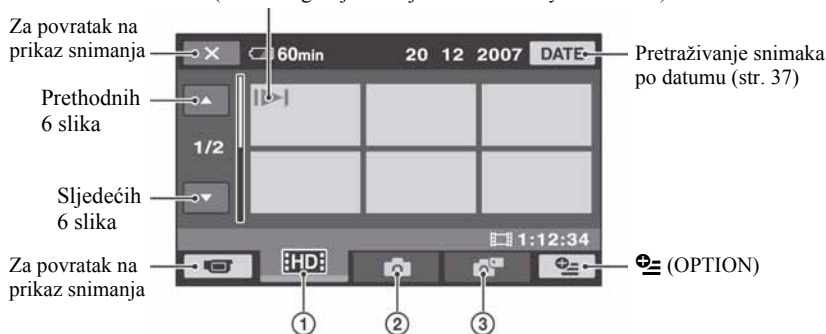 Za povratak na
prikaz snimanja
60min
20 12 2007
DATE
Pretraživanje snimaka
po datumu (str. 37)
Prethodnih
6 slika
1/2
Sljedećih
6 slika
1:12:34
Za povratak na
prikaz snimanja
HD
(OPTION)
① ② ③